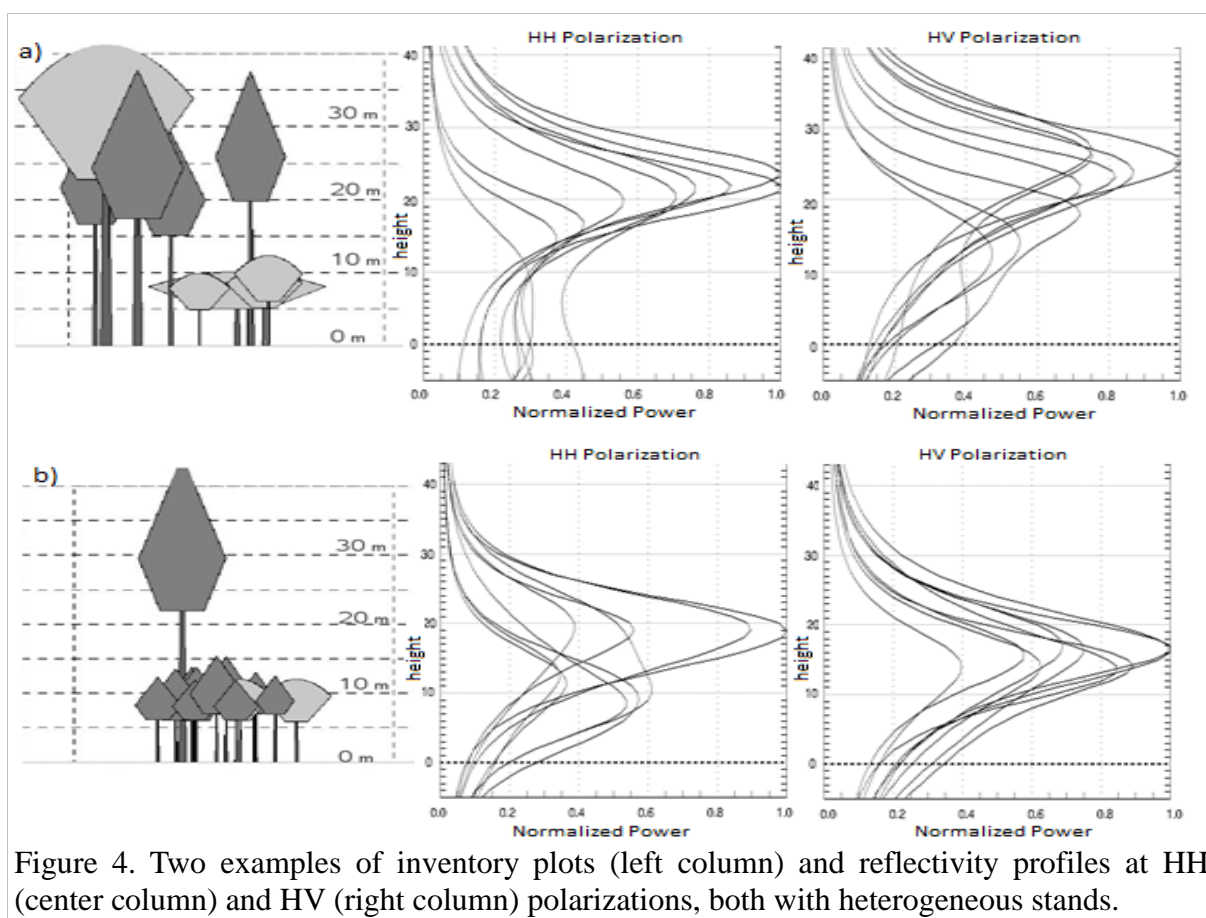 a)
HH Polarization
HV Polarization
30 m
20 m
10 m
0 m
height
40
30
20
10
0
0.0 0.2 0.4 0.6 0.8 1.0
Normalized Power
height
40
30
20
10
0
0.0 0.2 0.4 0.6 0.8 1.0
Normalized Power
b)
HH Polarization
HV Polarization
30 m
20 m
10 m
0 m
height
40
30
20
10
0
0.0 0.2 0.4 0.6 0.8 1.0
Normalized Power
height
40
30
20
10
0
0.0 0.2 0.4 0.6 0.8 1.0
Normalized Power
Figure 4. Two examples of inventory plots (left column) and reflectivity profiles at HH
(center column) and HV (right column) polarizations, both with heterogeneous stands.